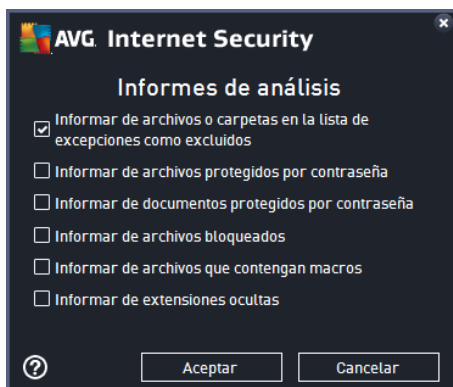 AVG Internet Security
Informes de análisis
Informar de archivos o carpetas en la lista de
excepciones como excluidos
Informar de archivos protegidos por contraseña
Informar de documentos protegidos por contraseña
Informar de archivos bloqueados
Informar de archivos que contengan macros
Informar de extensiones ocultas
? Aceptar Cancelar